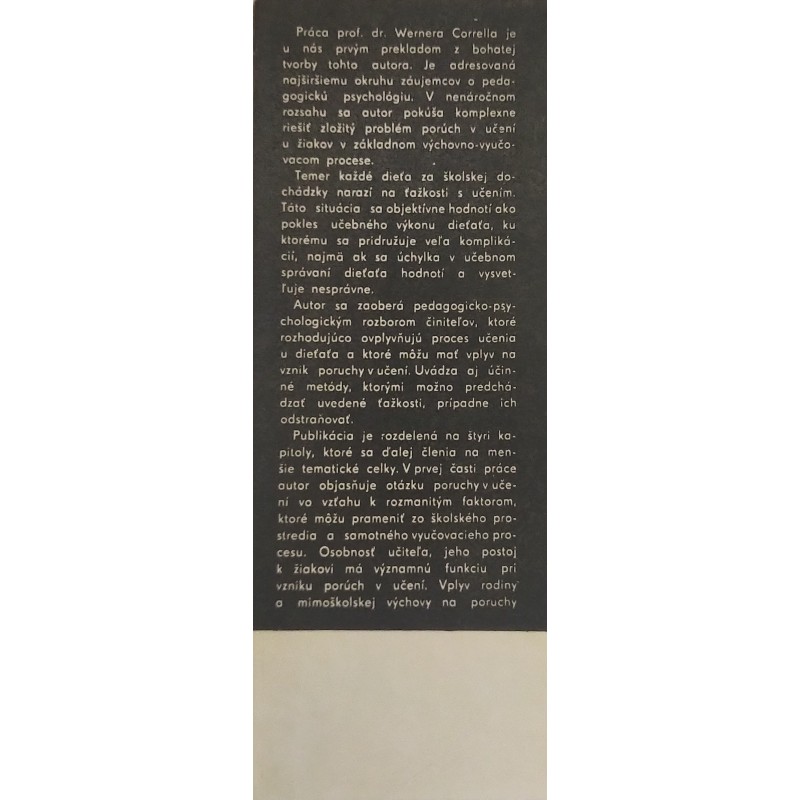 Práca prof. dr. Wernera Corrella je
u nás prvým prekladom z bohatej
tvorby tohto autora. Je adresovaná
najširšiemu okruhu záujemcov o peda-
gogickú psychológiu. V nenáročnom
rozsahu sa autor pokúša komplexne
riešiť zložitý problém porúch v učení
u žiakov v základnom výchovno-vyučo-
vacom procese.
Temer každé dieťa za školskej do-
chádzky narazí na ťažkosti s učením.
Táto situácia sa objektívne hodnotí ako
pokles učebného výkonu dieťaťa, ku
ktorému sa pridružuje veľa kompliká-
cií, najmä ak sa úchylka v učebnom
správaní dieťaťa hodnotí a vysvet-
ľuje nesprávne.
Autor sa zaoberá pedagogicko-psy-
chologickým rozborom činiteľov, ktoré
rozhodujúco ovplyvňujú proces učenia
u dieťaťa a ktoré môžu mať vplyv na
vznik poruchy v učení. Uvádza aj účin-
né metódy, ktorými možno predchá-
dzať uvedené ťažkosti, prípadne ich
odstraňovať.
Publikácia je rozdelená na štyri ka-
pitoly, ktoré sa ďalej členia na men-
šie tematické celky. V prvej časti práce
autor objasňuje otázku poruchy v uče-
ní vo vzťahu k rozmanitým faktorom,
ktoré môžu prameniť zo školského pro-
stredia a samotného vyučovacieho pro-
cesu. Osobnosť učiteľa, jeho postoj
k žiakovi má významnú funkciu pri
vzniku porúch v učení. Vplyv rodiny
a mimoškolskej výchovy na poruchy